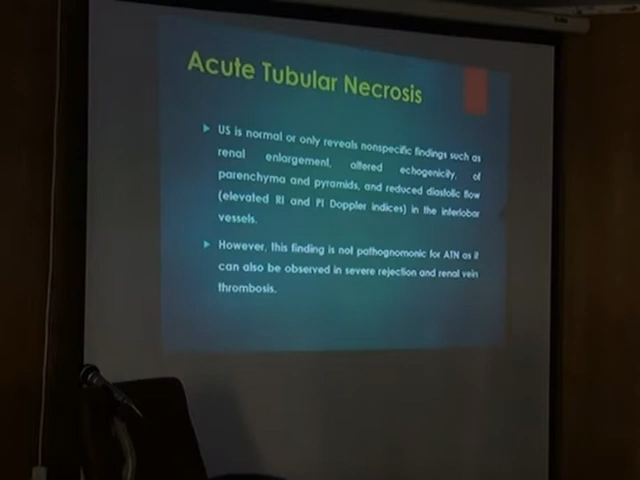 Acute Tubular Necrosis
US is normal or only reveals nonspecific findings such as
renal enlargement, altered echogenicity, of
parenchyma and pyramids, and reduced diastolic flow
(elevated RI and PI Doppler indices) in the interlobar
vessels.
However, this finding is not pathognomonic for ATN as it
can also be observed in severe rejection and renal vein
thrombosis.